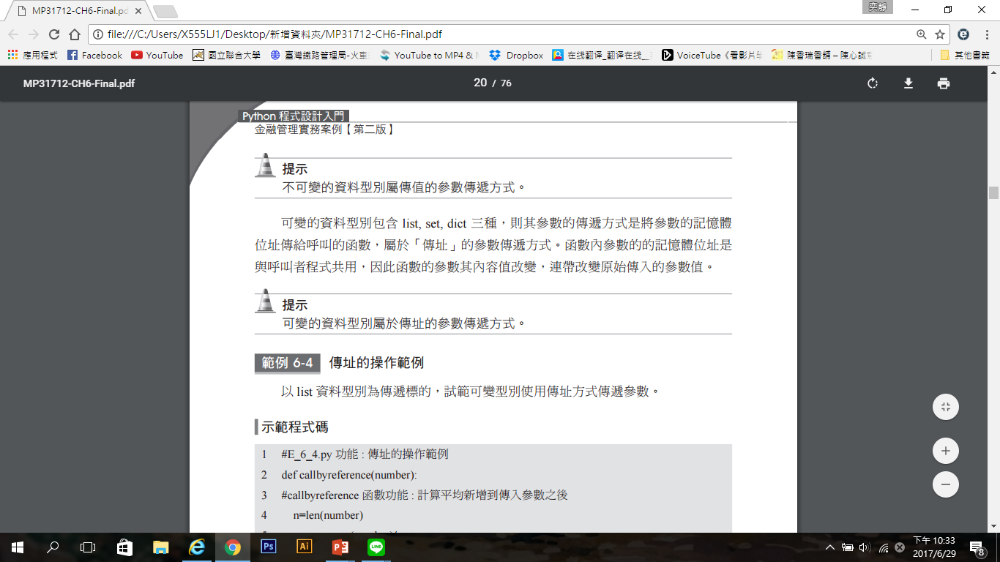 MP31712-CH6-Final.pd
奕靜
file:///C:/Users/X555LJ1/Desktop/新增資料夾/MP31712-CH6-Final.pdf
應用程式 Facebook YouTube 國立聯合大學 臺灣鐵路管理局-火車 YouTube to MP4 & Dropbox 在线翻译_翻译在线__ VoiceTube《看影片學 陳香瑞香舖 – 陳心誠 其他書籤
MP31712-CH6-Final.pdf 20 / 76
Python 程式設計入門
金融管理實務案例【第二版】
提示
不可變的資料型別屬傳值的參數傳遞方式。
可變的資料型別包含 list, set, dict 三種，則其參數的傳遞方式是將參數的記憶體
位址傳給呼叫的函數，屬於「傳址」的參數傳遞方式。函數內參數的的記憶體位址是
與呼叫者程式共用，因此函數的參數其內容值改變，連帶改變原始傳入的參數值。
提示
可變的資料型別屬於傳址的參數傳遞方式。
範例 6-4 傳址的操作範例
以 list 資料型別為傳遞標的，試範可變型別使用傳址方式傳遞參數。
示範程式碼
1 #E_6_4.py 功能 : 傳址的操作範例
2 def callbyreference(number):
3 #callbyreference 函數功能 : 計算平均新增到傳入參數之後
4 n=len(number)
Ps Ai
下午 10:33
2017/6/29
8